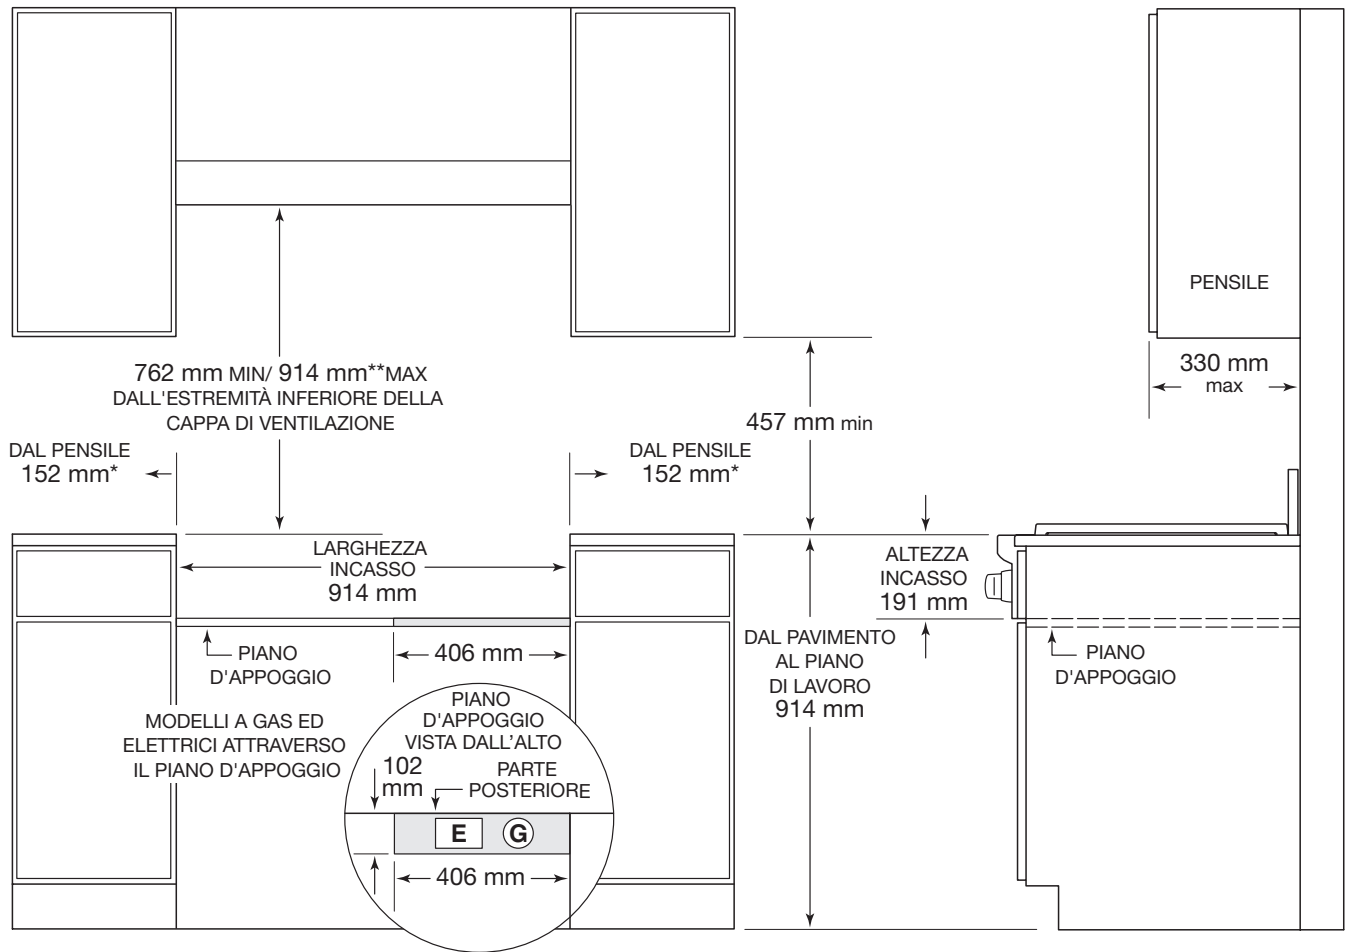 PENSILE
330 mm
max
762 mm MIN/ 914 mm**MAX
DALL'ESTREMITÀ INFERIORE DELLA
CAPPA DI VENTILAZIONE
457 mm min
DAL PENSILE
152 mm*
DAL PENSILE
152 mm*
LARGHEZZA
INCASSO
914 mm
ALTEZZA
INCASSO
191 mm
PIANO
D'APPOGGIO
406 mm
DAL PAVIMENTO
AL PIANO
DI LAVORO
914 mm
PIANO
D'APPOGGIO
MODELLI A GAS ED
ELETTRICI ATTRAVERSO
IL PIANO D'APPOGGIO
PIANO
D'APPOGGIO
VISTA DALL’ALTO
102
mm
PARTE
POSTERIORE
E
G
406 mm